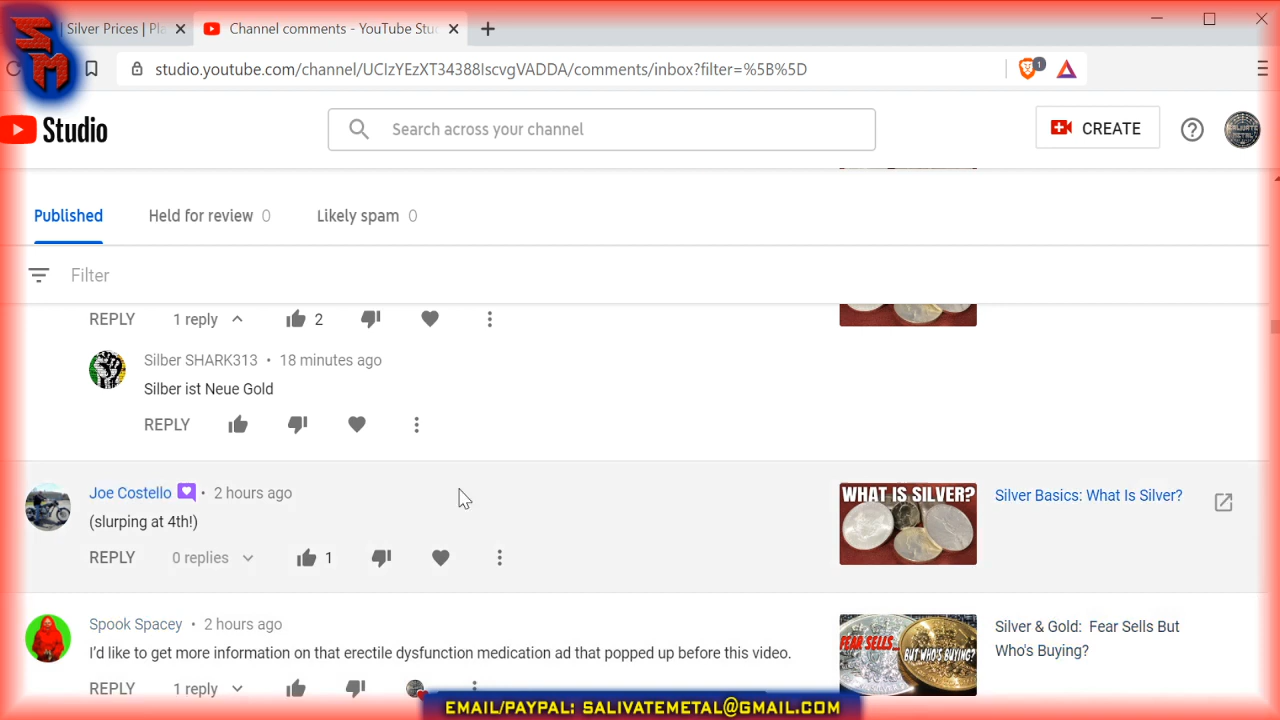 SM
| Silver Prices | Pla
Channel comments - YouTube Stu
studio.youtube.com/channel/UCIzYEzXT34388IscvgVADDA/comments/inbox?filter=%5B%5D
1
Studio
Search across your channel
CREATE
Published
Held for review 0
Likely spam 0
Filter
REPLY 1 reply 2
Silber SHARK313 • 18 minutes ago
Silber ist Neue Gold
REPLY
Joe Costello • 2 hours ago
(slurping at 4th!)
REPLY 0 replies 1
WHAT IS SILVER?
Silver Basics: What Is Silver?
Spook Spacey • 2 hours ago
I'd like to get more information on that erectile dysfunction medication ad that popped up before this video.
REPLY 1 reply
FEAR SELLS...
BUT WHO'S BUYING?
Silver & Gold: Fear Sells But
Who's Buying?
EMAIL/PAYPAL: SALIVATEMETAL@GMAIL.COM